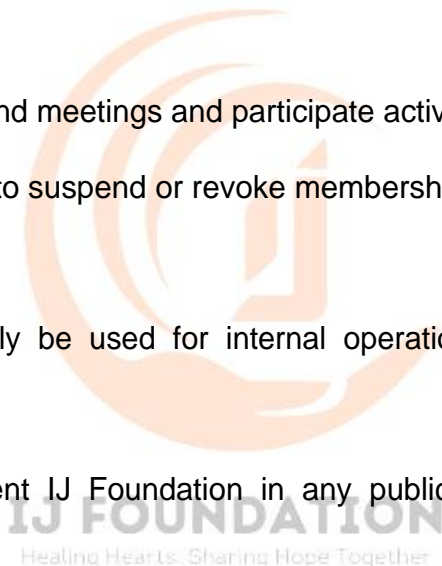 nd meetings and participate activ
to suspend or revoke membersh
ly be used for internal operatio
ent IJ Foundation in any public
IJ FOUNDATION
Healing Hearts. Sharing Hope Together